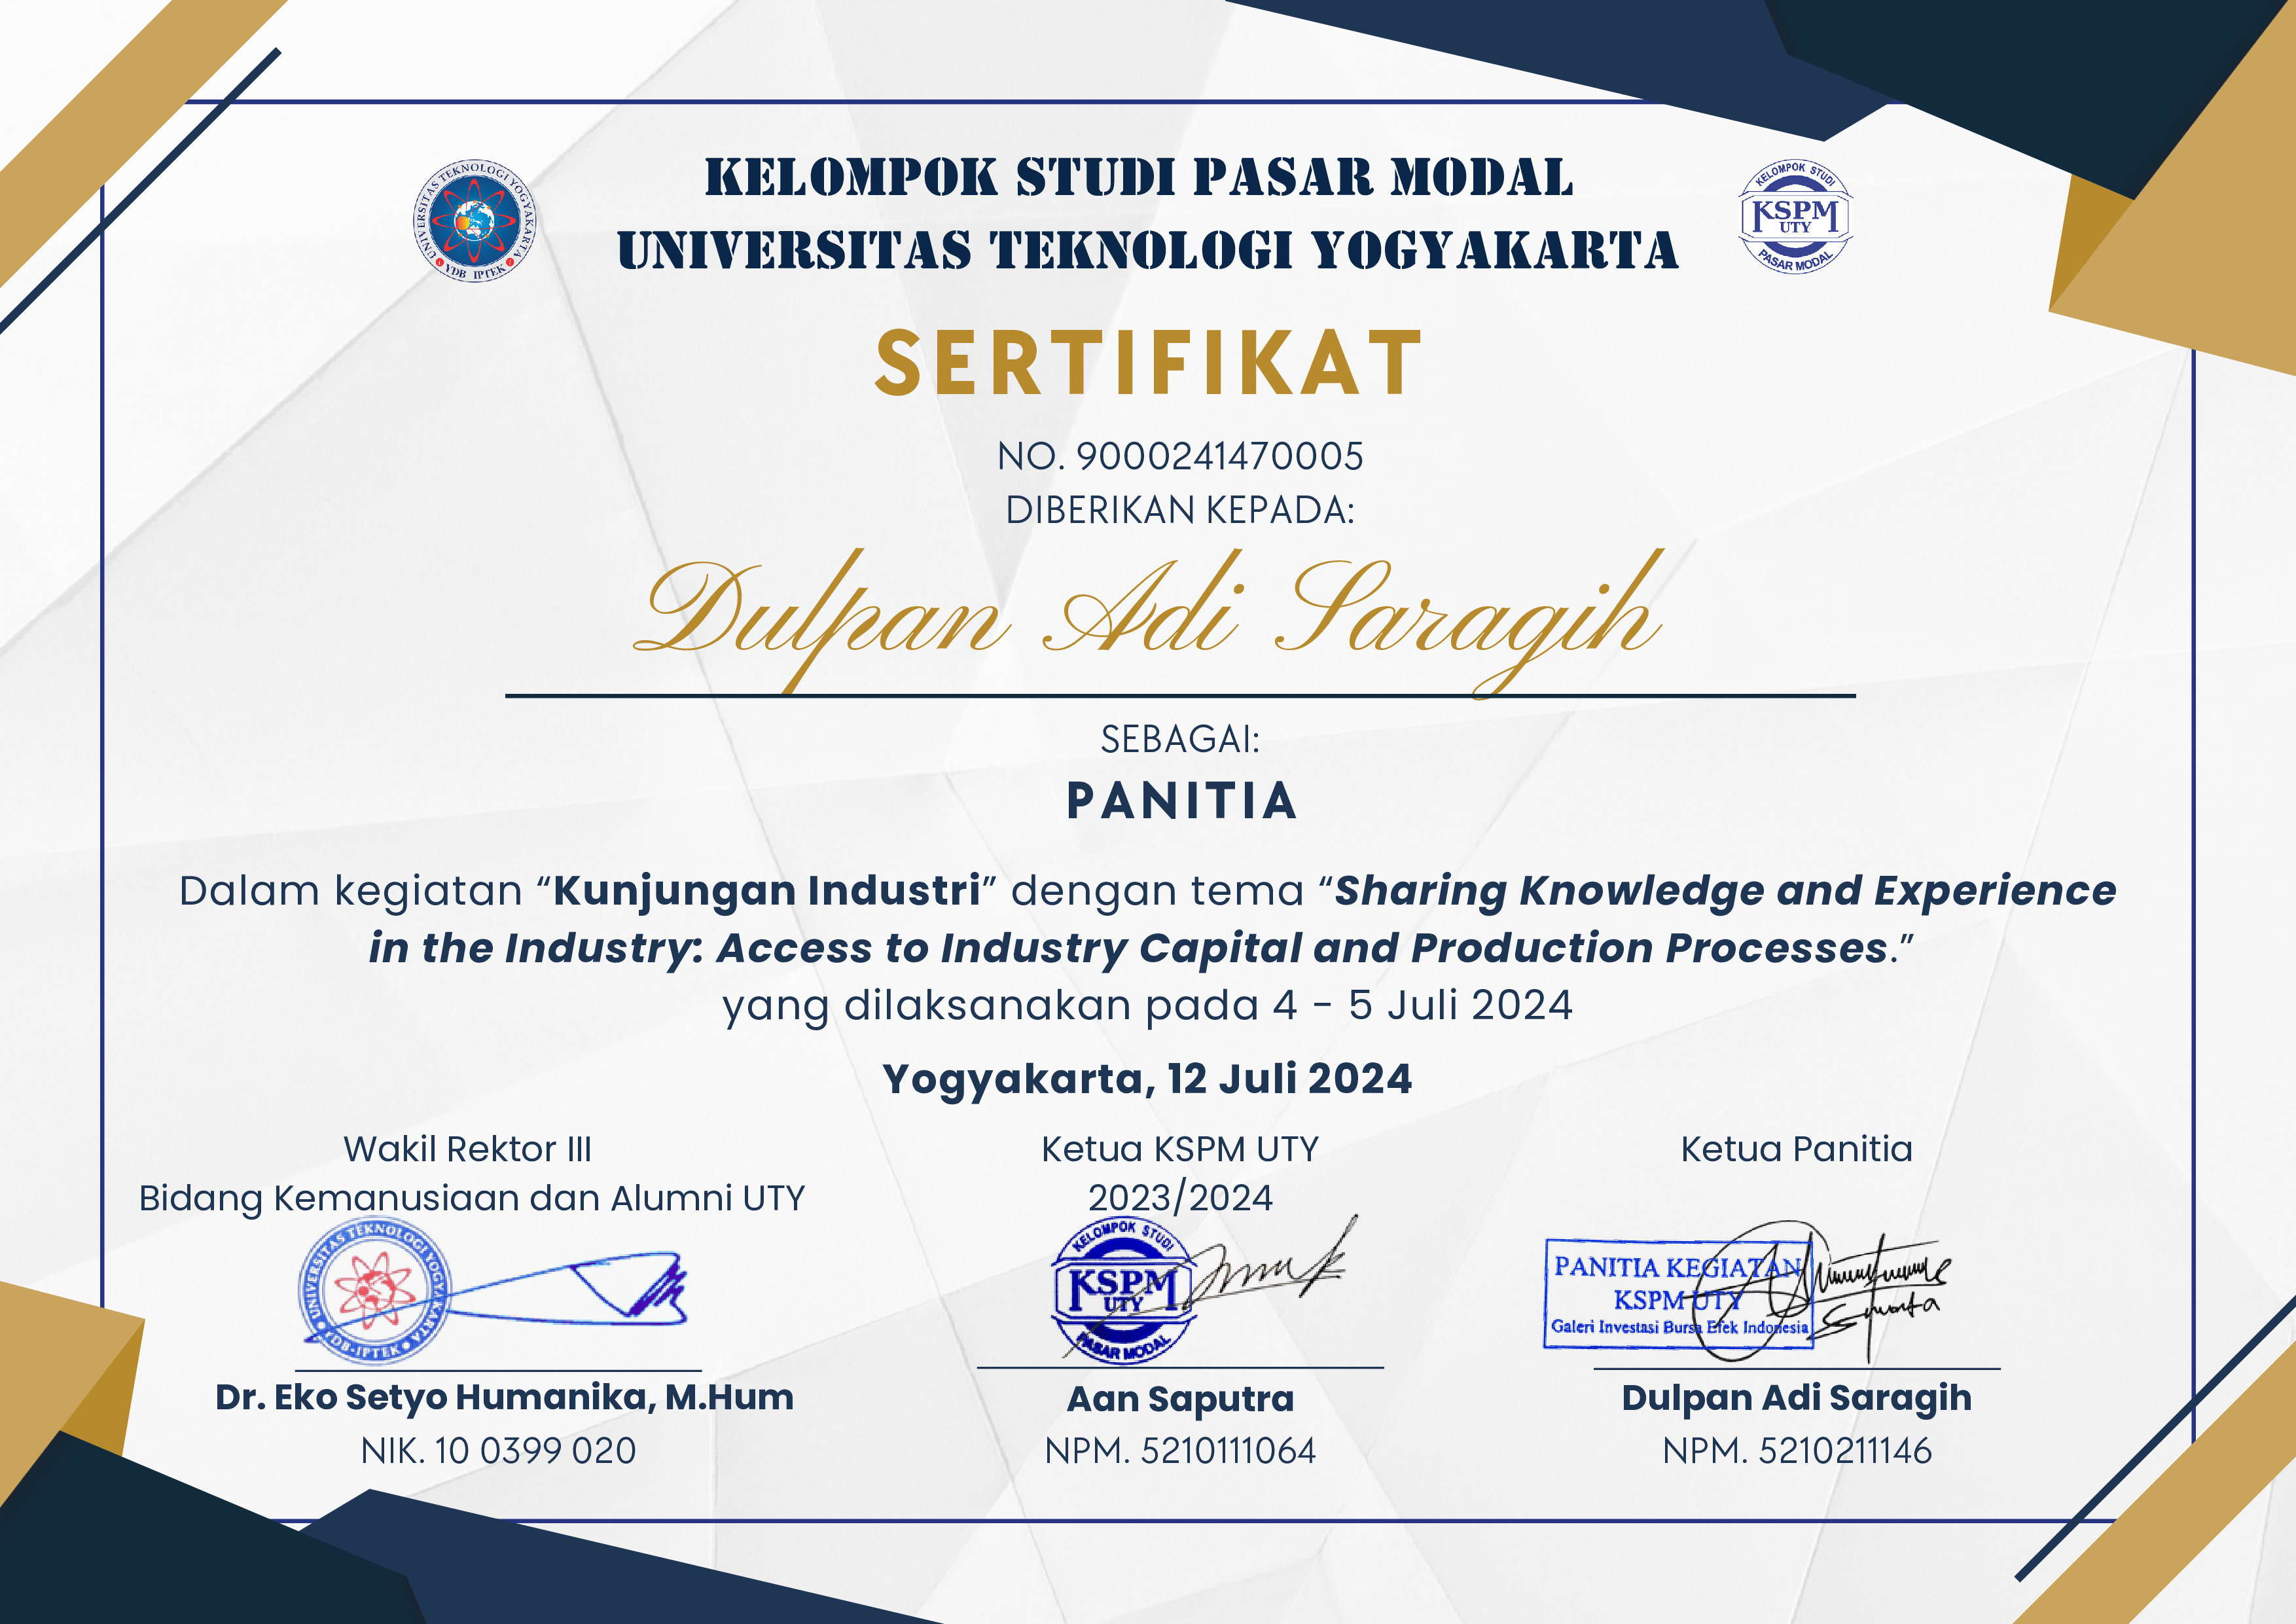 UNIVERSITAS TEKNOLOGI YOGYAKARTA
YDB IPTEK
KELOMPOK STUDI PASAR MODAL
UNIVERSITAS TEKNOLOGI YOGYAKARTA
KELOMPOK STUDI
KSPM
UTY
PASAR MODAL
SERTIFIKAT
NO. 9000241470005
DIBERIKAN KEPADA:
Dulpan Adi Saragih
SEBAGAI:
PANITIA
Dalam kegiatan “Kunjungan Industri” dengan tema “Sharing Knowledge and Experience
in the Industry: Access to Industry Capital and Production Processes.”
yang dilaksanakan pada 4 - 5 Juli 2024
Yogyakarta, 12 Juli 2024
Wakil Rektor III
Bidang Kemanusiaan dan Alumni UTY
UNIVERSITAS TEKNOLOGI YOGYAKARTA
YDB-IPTEK
Dr. Eko Setyo Humanika, M.Hum
NIK. 10 0399 020
Ketua KSPM UTY
2023/2024
KELOMPOK STUDI
KSPM
UTY
PASAR MODAL
Aan Saputra
NPM. 5210111064
Ketua Panitia
PANITIA KEGIATAN
KSPM UTY
Galeri Investasi Bursa Efek Indonesia
Dulpan Adi Saragih
NPM. 5210211146